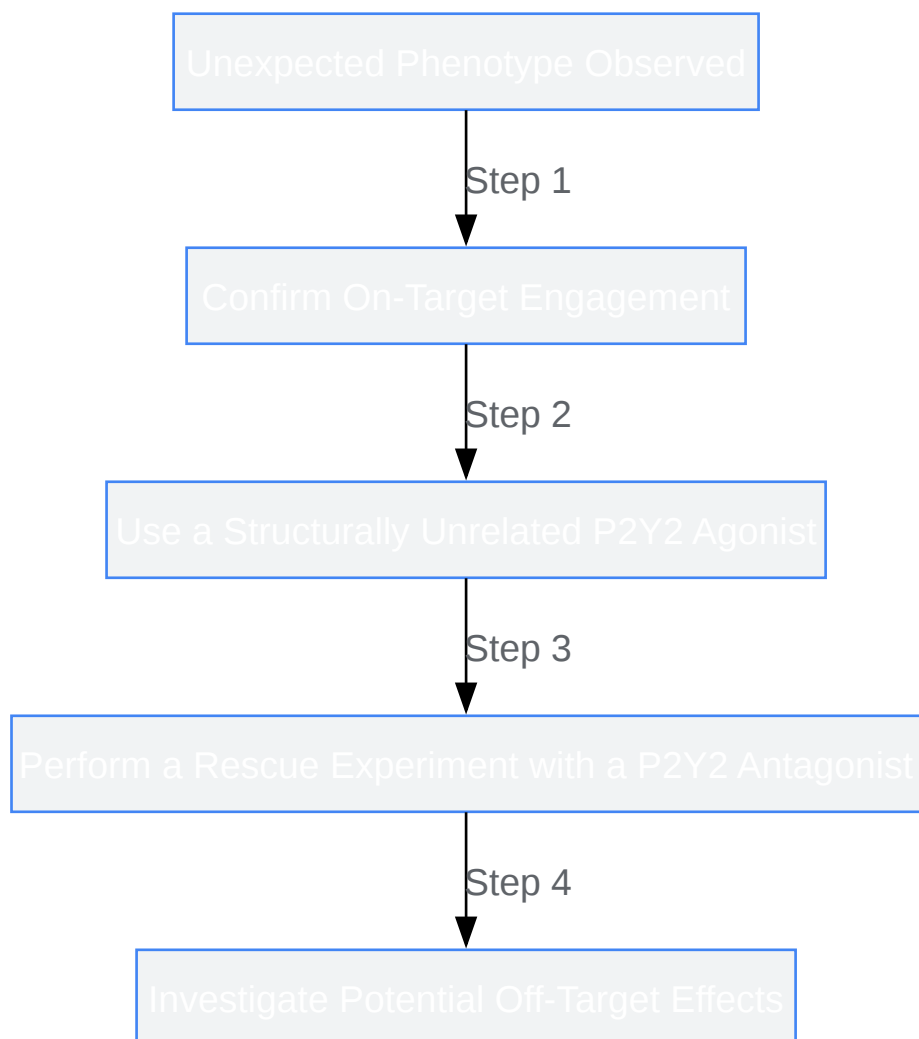 Unexpected Phenotype Observed
Step 1
Confirm On-Target Engagement
Step 2
Use a Structurally Unrelated P2Y2 Agonist
Step 3
Perform a Rescue Experiment with a P2Y2 Antagonist
Step 4
Investigate Potential Off-Target Effects